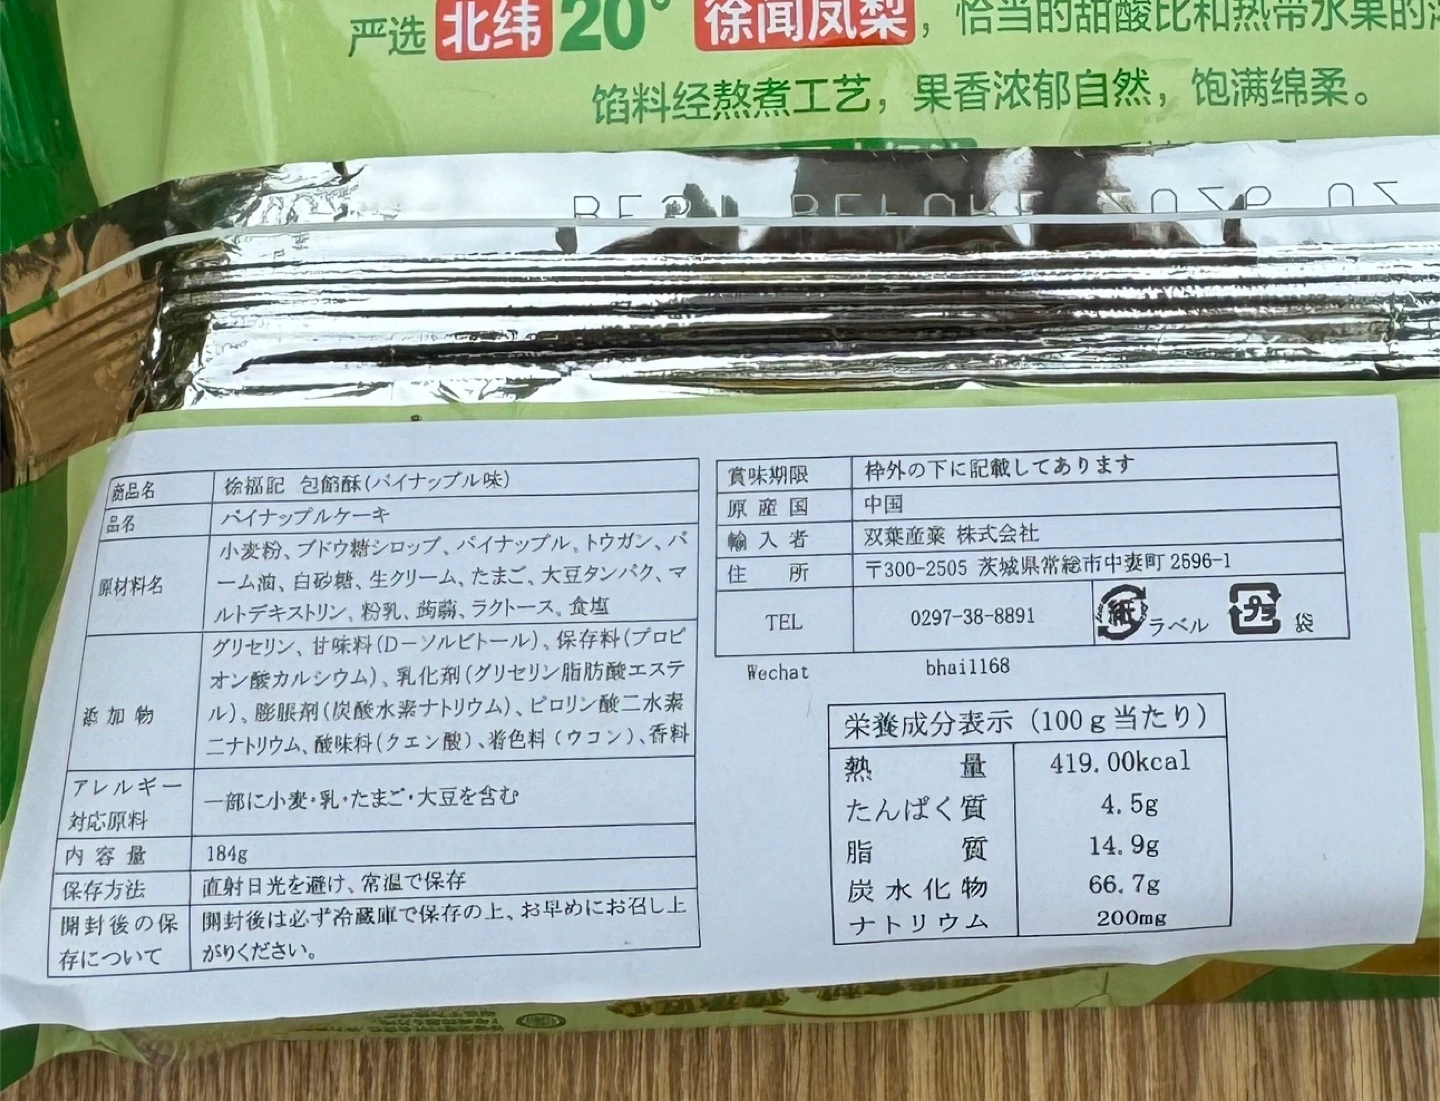 严选 北纬 20° 徐闻凤梨，恰当的甜酸比和热带水果的
馅料经熬煮工艺，果香浓郁自然，饱满绵柔。
商品名 徐福記 包餡酥(パイナップル味)
品名 パイナップルケーキ
原材料名 小麦粉、ブドウ糖シロップ、パイナップル、トウガン、パ
ーム油、白砂糖、生クリーム、たまご、大豆タンパク、マ
ルトデキストリン、粉乳、蒟蒻、ラクトース、食塩
添加物 グリセリン、甘味料(D-ソルビトール)、保存料(プロピ
オン酸カルシウム)、乳化剤(グリセリン脂肪酸エステ
ル)、膨脹剤(炭酸水素ナトリウム)、ピロリン酸二水素
二ナトリウム、酸味料(クエン酸)、着色料(ウコン)、香料
アレルギー
対応原料 一部に小麦・乳・たまご・大豆を含む
内容量 184g
保存方法 直射日光を避け、常温で保存
開封後の保
存について 開封後は必ず冷蔵庫で保存の上、お早めにお召し上
がりください。
賞味期限 枠外の下に記載してあります
原産国 中国
輸入者 双葉産業 株式会社
住所 〒300-2505 茨城県常総市中妻町 2596-1
TEL 0297-38-8891 紙 ラベル プラ 袋
Wechat bhai1168
栄養成分表示（100g当たり）
熱量 419.00kcal
たんぱく質 4.5g
脂質 14.9g
炭水化物 66.7g
ナトリウム 200mg